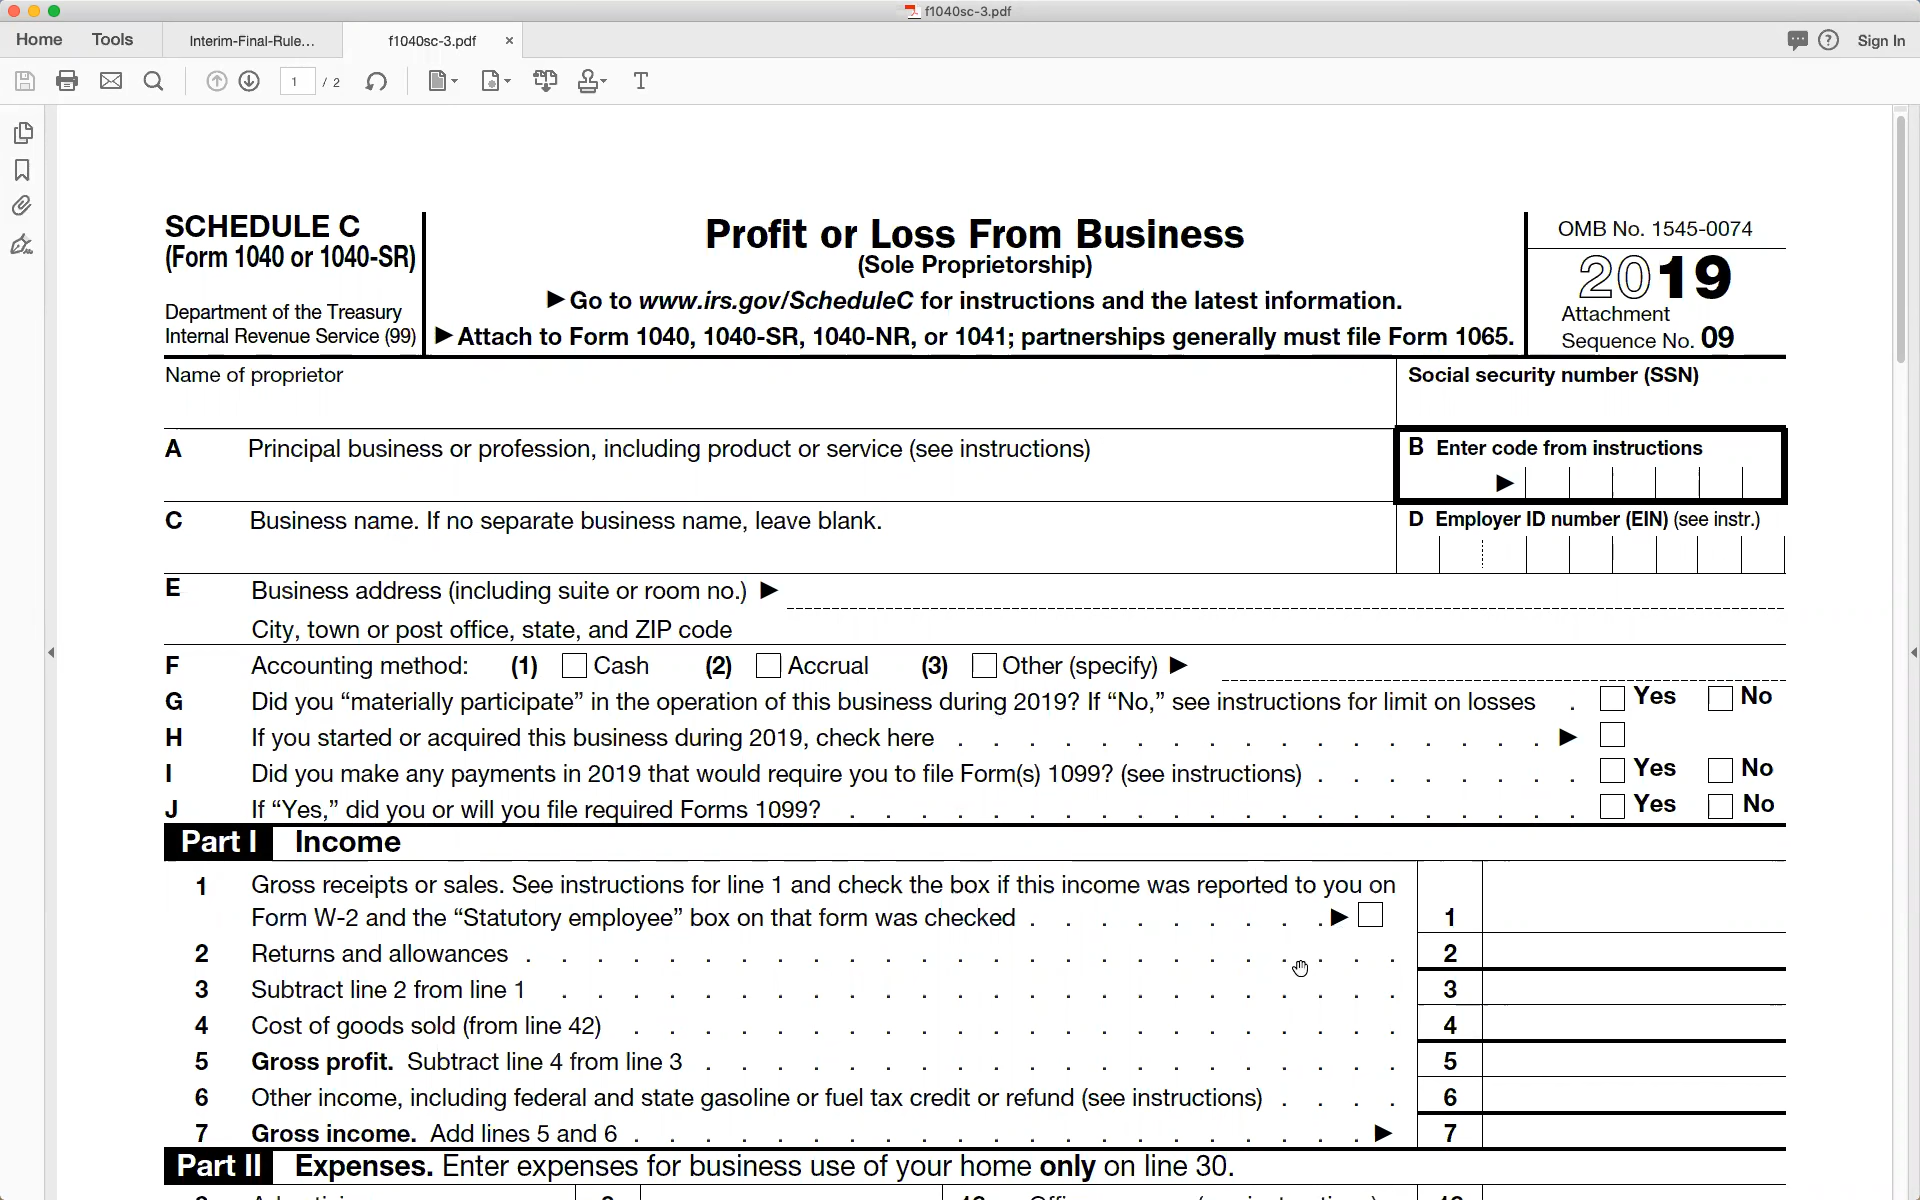 f1040sc-3.pdf
Home Tools Interim-Final-Rule... f1040sc-3.pdf × Sign In
1 / 2
SCHEDULE C
(Form 1040 or 1040-SR)
Department of the Treasury
Internal Revenue Service (99)
Profit or Loss From Business
(Sole Proprietorship)
▶ Go to www.irs.gov/ScheduleC for instructions and the latest information.
▶ Attach to Form 1040, 1040-SR, 1040-NR, or 1041; partnerships generally must file Form 1065.
OMB No. 1545-0074
2019
Attachment
Sequence No. 09
Name of proprietor
Social security number (SSN)
A Principal business or profession, including product or service (see instructions)
B Enter code from instructions
▶
C Business name. If no separate business name, leave blank.
D Employer ID number (EIN) (see instr.)
E Business address (including suite or room no.) ▶
City, town or post office, state, and ZIP code
F Accounting method: (1) Cash (2) Accrual (3) Other (specify) ▶
G Did you “materially participate” in the operation of this business during 2019? If “No,” see instructions for limit on losses . Yes No
H If you started or acquired this business during 2019, check here . . . . . . . . . . . . . . . . . ▶
I Did you make any payments in 2019 that would require you to file Form(s) 1099? (see instructions) . . . . . . . . Yes No
J If “Yes,” did you or will you file required Forms 1099? . . . . . . . . . . . . . . . . . . . . . Yes No
Part I Income
1 Gross receipts or sales. See instructions for line 1 and check the box if this income was reported to you on
Form W-2 and the “Statutory employee” box on that form was checked . . . . . . . . . ▶ 1
2 Returns and allowances . . . . . . . . . . . . . . . . . . . . . . . . . 2
3 Subtract line 2 from line 1 . . . . . . . . . . . . . . . . . . . . . . . . 3
4 Cost of goods sold (from line 42) . . . . . . . . . . . . . . . . . . . . . . 4
5 Gross profit. Subtract line 4 from line 3 . . . . . . . . . . . . . . . . . . . . 5
6 Other income, including federal and state gasoline or fuel tax credit or refund (see instructions) . . . . 6
7 Gross income. Add lines 5 and 6 . . . . . . . . . . . . . . . . . . . . . ▶ 7
Part II Expenses. Enter expenses for business use of your home only on line 30.